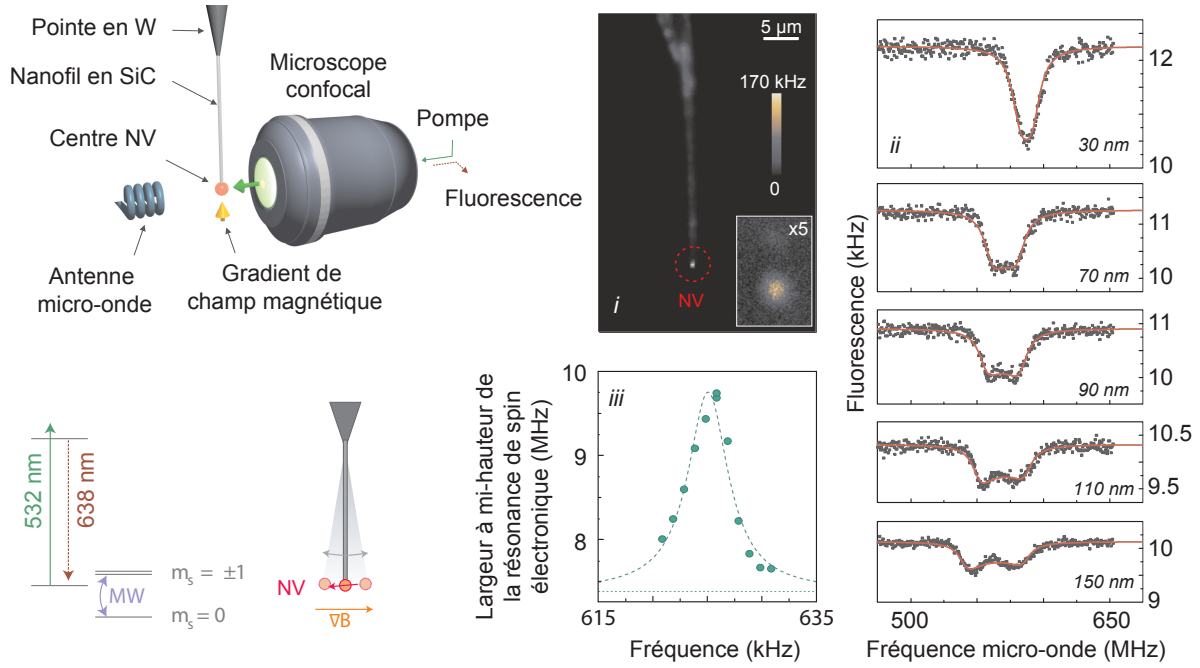 Pointe en W
Nanofil en SiC
Centre NV
Microscope
confocal
Pompe
Fluorescence
Antenne
micro-onde
Gradient de
champ magnétique
532 nm
638 nm
MW
m_s = ±1
m_s = 0
NV
∇B
5 µm
170 kHz
0
x5
NV
i
Largeur à mi-hauteur de
la résonance de spin
électronique (MHz)
iii
10
9
8
615
635
Fréquence (kHz)
Fluorescence (kHz)
ii
12
10
30 nm
11
10
70 nm
11
10
90 nm
10.5
9.5
110 nm
10
9
150 nm
500
650
Fréquence micro-onde (MHz)